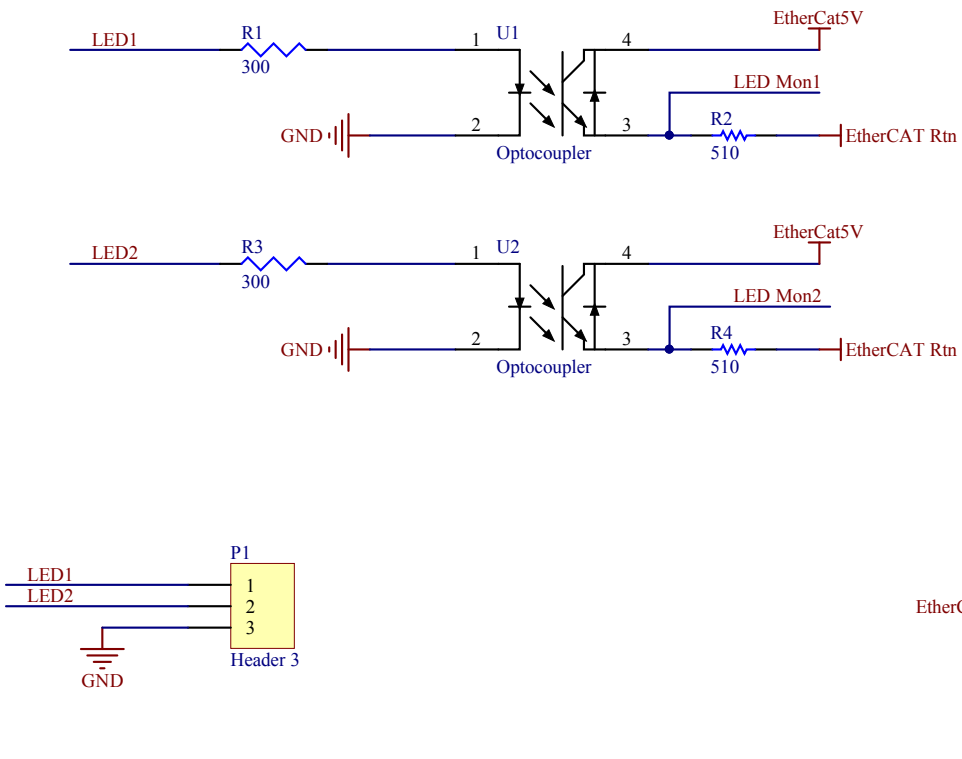 EtherCat5V
LED1 R1 1 U1 4
300
LED Mon1
R2
GND 2 3 EtherCAT Rtn
Optocoupler 510
EtherCat5V
LED2 R3 1 U2 4
300
LED Mon2
R4
GND 2 3 EtherCAT Rtn
Optocoupler 510
P1
LED1 1
LED2 2
3
EtherC
Header 3
GND